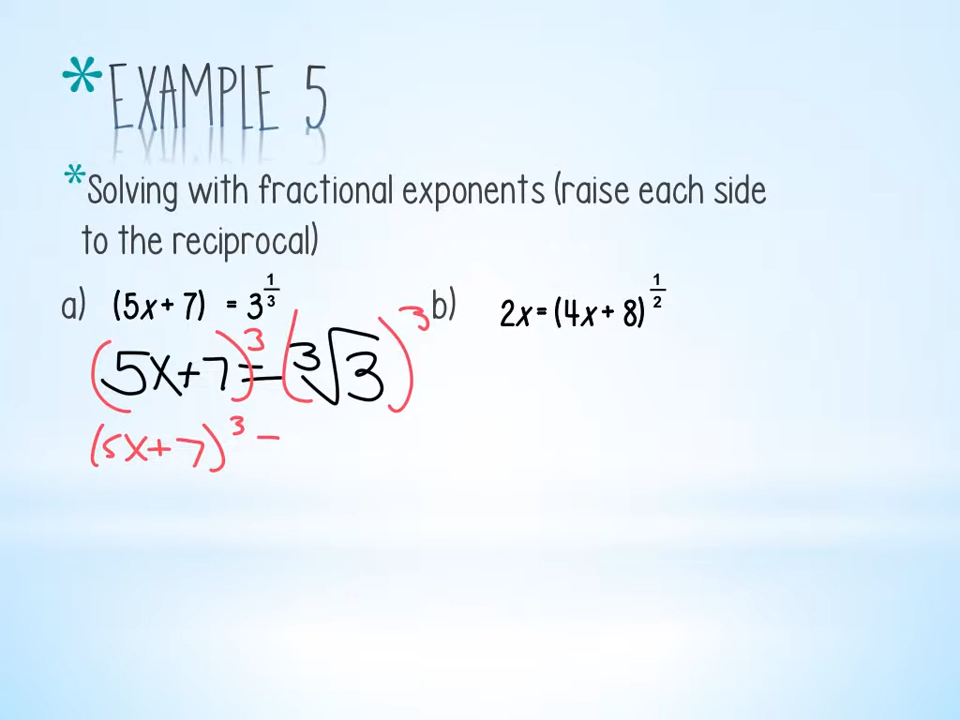 *EXAMPLE 5
*Solving with fractional exponents (raise each side
to the reciprocal)
a) (5x + 7) = 3^(1/3)
b) 2x = (4x + 8)^(1/2)
(5x+7)^3 = (∛3)^3
(5x+7)^3 −